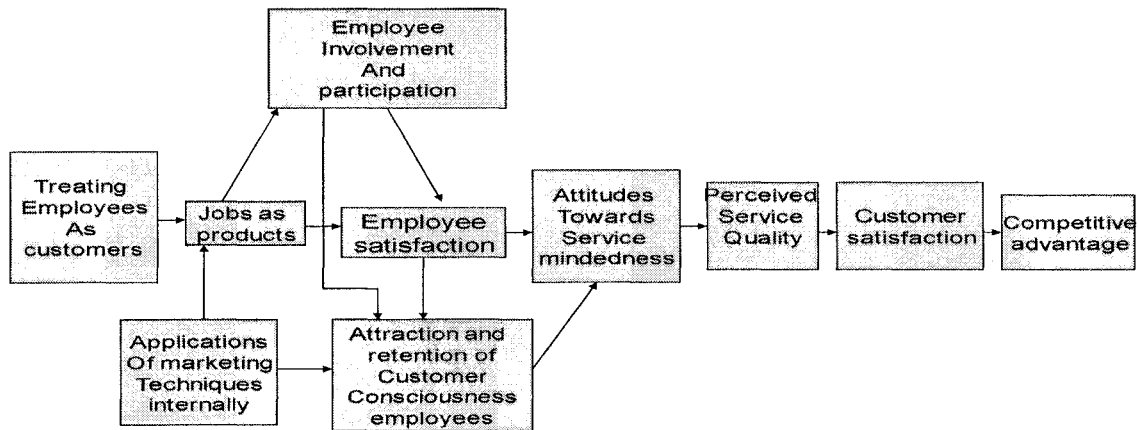 Employee
Involvement
And
participation
Treating
Employees
As
customers
Jobs as
products
Employee
satisfaction
Attitudes
Towards
Service
mindedness
Perceived
Service
Quality
Customer
satisfaction
Competitive
advantage
Applications
Of marketing
Techniques
internally
Attraction and
retention of
Customer
Consciousness
employees